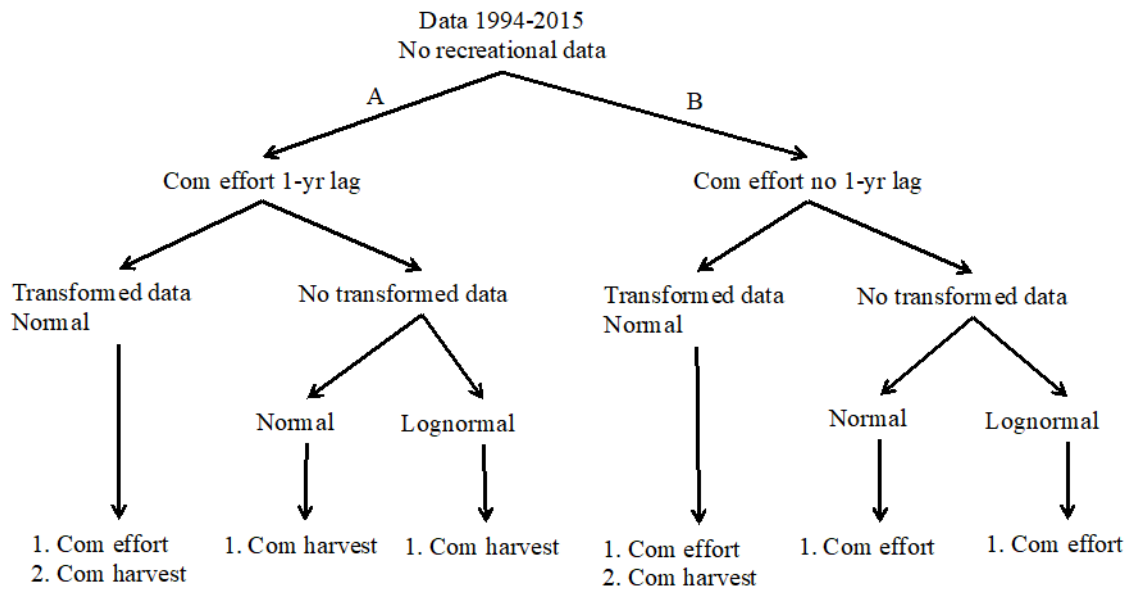 Data 1994-2015
No recreational data
A
B
Com effort 1-yr lag
Com effort no 1-yr lag
Transformed data
Normal
No transformed data
Transformed data
Normal
No transformed data
Normal
Lognormal
Normal
Lognormal
1. Com effort
2. Com harvest
1. Com harvest
1. Com harvest
1. Com effort
2. Com harvest
1. Com effort
1. Com effort